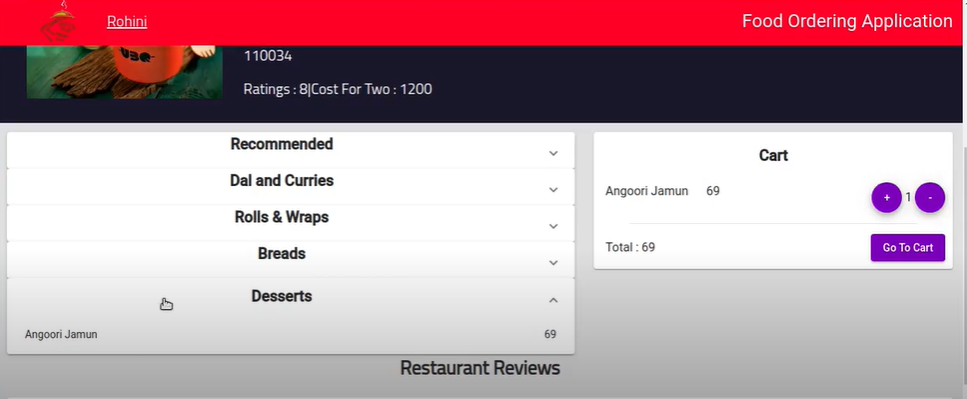 Rohini
Food Ordering Application
UBQ
110034
Ratings : 8|Cost For Two : 1200
Recommended
Dal and Curries
Rolls & Wraps
Breads
Desserts
Angoori Jamun 69
Cart
Angoori Jamun 69 + 1 -
Total : 69 Go To Cart
Restaurant Reviews